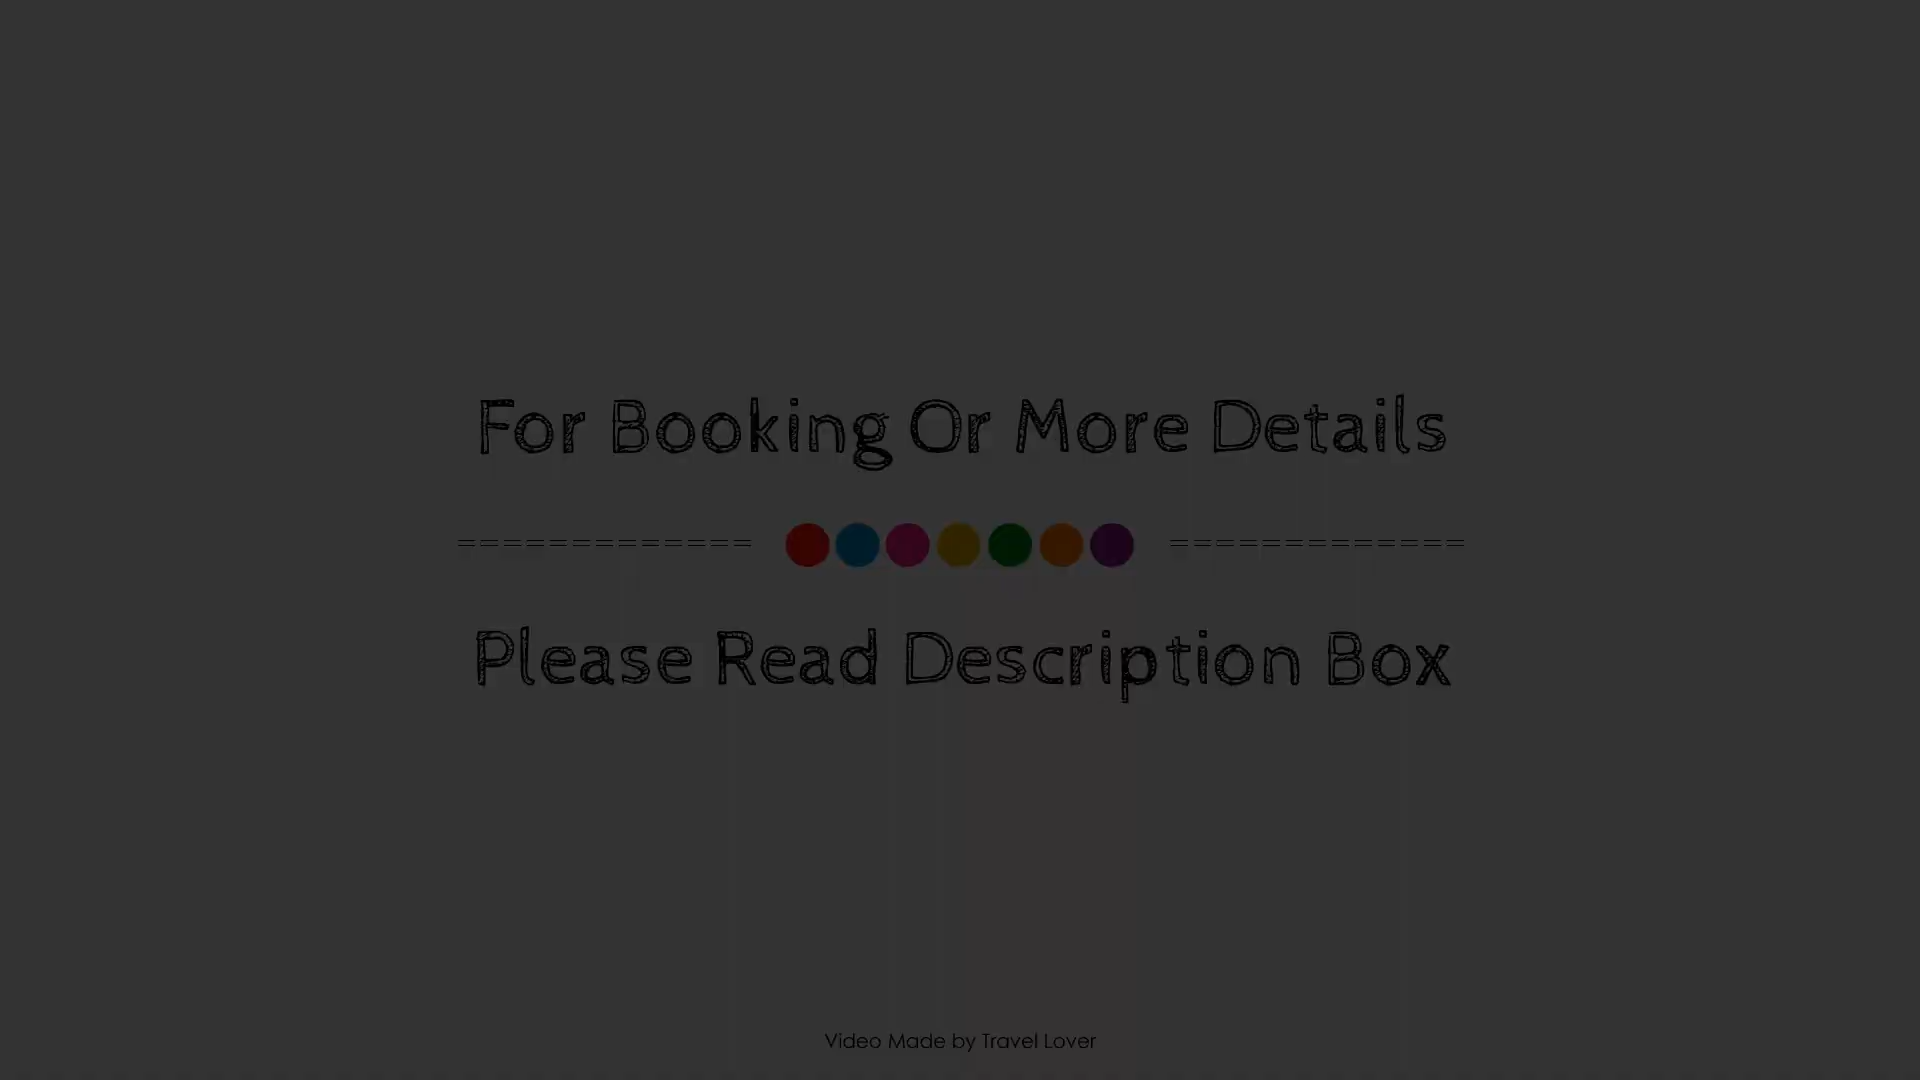 For Booking Or More Details
============= =============
Please Read Description Box
Video Made by Travel Lover